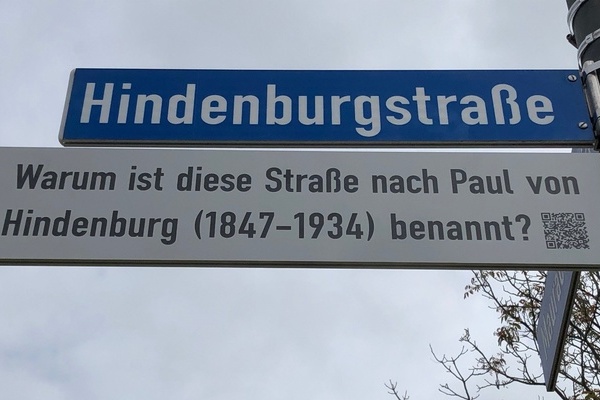 Hindenburgstraße
Warum ist diese Straße nach Paul von
Hindenburg (1847–1934) benannt?